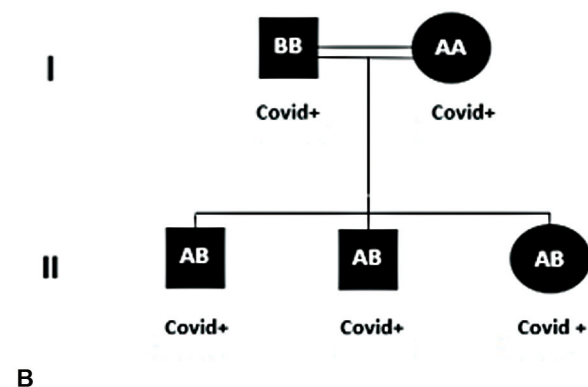 I
BB AA
Covid+ Covid+
II
AB AB AB
Covid+ Covid+ Covid +
B